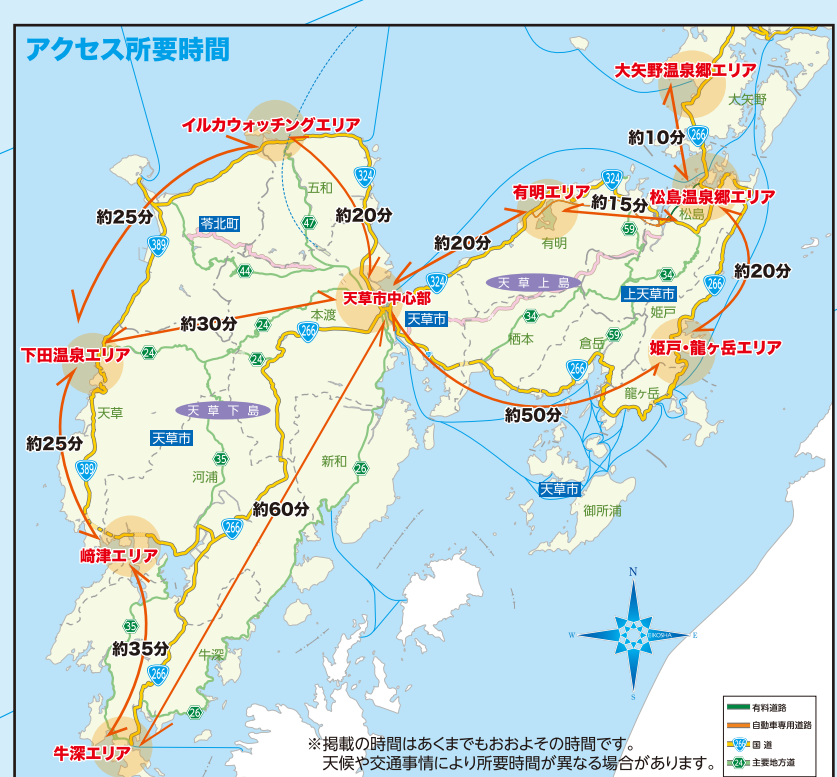 アクセス所要時間
大矢野温泉郷エリア
大矢野
イルカウォッチングエリア
約10分
266
324
五和
324
有明エリア
松島温泉郷エリア
約15分
松島
約25分
苓北町
47
約20分
389
約20分
有明
59
44
34
約20分
天草上島
324
266
天草市中心部
上天草市
本渡
天草市
姫戸
約30分
24
266
34
栖本
59
倉岳
下田温泉エリア
24
24
姫戸・龍ヶ岳エリア
266
龍ヶ岳
天草
天草下島
約50分
約25分
天草市
389
35
河浦
新和
26
天草市
御所浦
約60分
266
﨑津エリア
N
W
EIKOSHA
E
S
35
約35分
牛深
266
26
牛深エリア
有料道路
自動車専用道路
266 国道
24 主要地方道
※掲載の時間はあくまでもおおよその時間です。
天候や交通事情により所要時間が異なる場合があります。